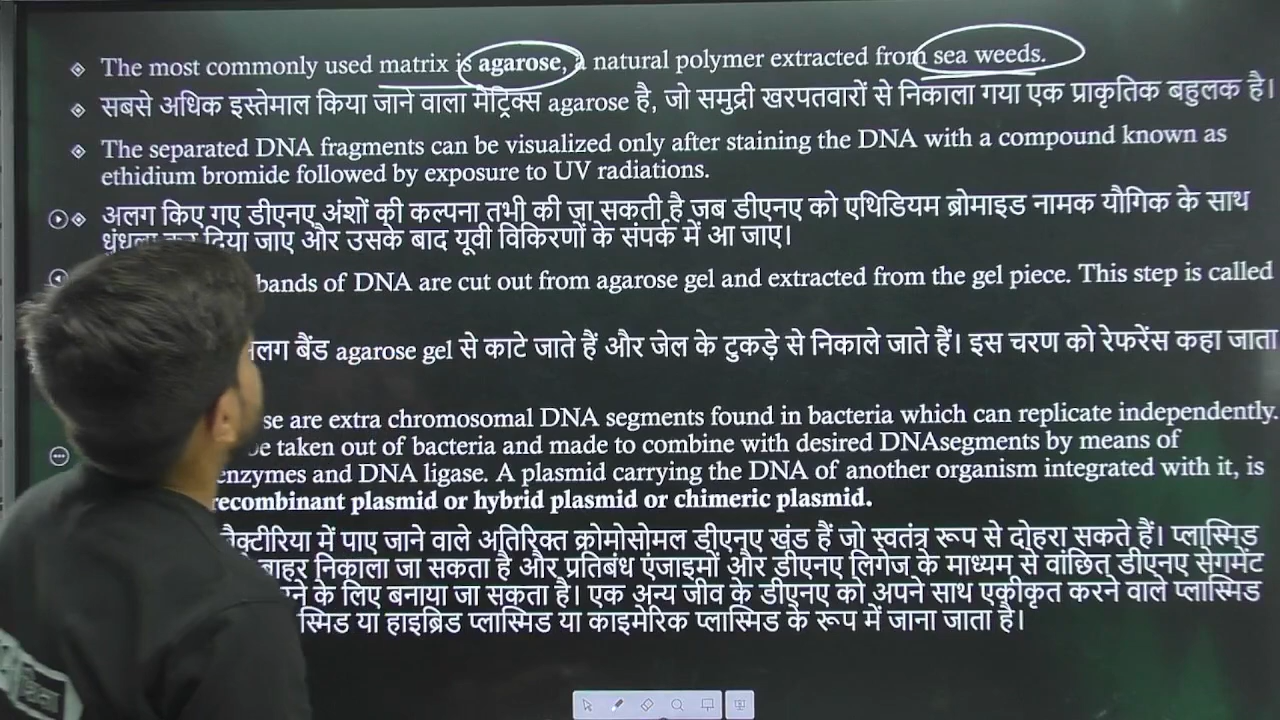 The most commonly used matrix is agarose, a natural polymer extracted from sea weeds.
सबसे अधिक इस्तेमाल किया जाने वाला मैट्रिक्स agarose है, जो समुद्री खरपतवारों से निकाला गया एक प्राकृतिक बहुलक है।
The separated DNA fragments can be visualized only after staining the DNA with a compound known as
ethidium bromide followed by exposure to UV radiations.
अलग किए गए डीएनए अंशों की कल्पना तभी की जा सकती है जब डीएनए को एथिडियम ब्रोमाइड नामक यौगिक के साथ
दिया जाए और उसके बाद यूवी विकिरणों के संपर्क में आ जाए।
bands of DNA are cut out from agarose gel and extracted from the gel piece. This step is called
बैंड agarose gel से काटे जाते हैं और जेल के टुकड़े से निकाले जाते हैं। इस चरण को रेफरेंस कहा जाता
are extra chromosomal DNA segments found in bacteria which can replicate independently.
be taken out of bacteria and made to combine with desired DNAsegments by means of
enzymes and DNA ligase. A plasmid carrying the DNA of another organism integrated with it, is
recombinant plasmid or hybrid plasmid or chimeric plasmid.
में पाए जाने वाले अतिरिक्त क्रोमोसोमल डीएनए खंड हैं जो स्वतंत्र रूप से दोहरा सकते हैं। प्लास्मिड
बाहर निकाला जा सकता है और प्रतिबंध एंजाइमों और डीएनए लिगेज के माध्यम से वांछित डीएनए सेगमेंट
के लिए बनाया जा सकता है। एक अन्य जीव के डीएनए को अपने साथ एकीकृत करने वाले प्लास्मिड
या हाइब्रिड प्लास्मिड या काइमेरिक प्लास्मिड के रूप में जाना जाता है।